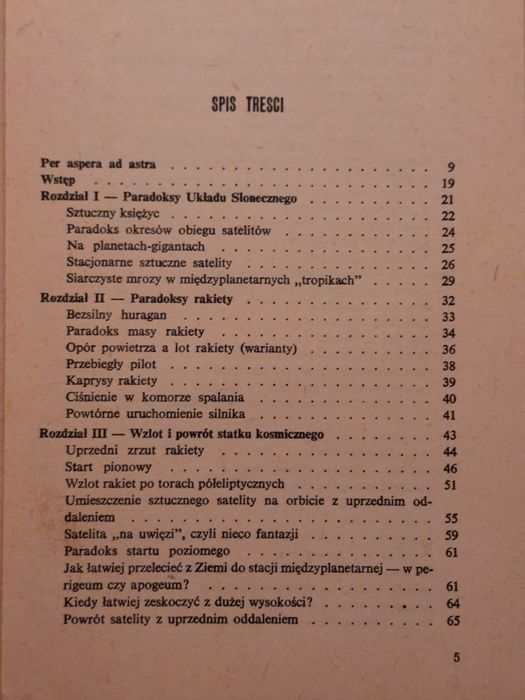 SPIS TRESCI
Per aspera ad astra . . . . . . . . . . . . . . . . . . 9
Wstęp . . . . . . . . . . . . . . . . . . . . . . . 19
Rozdział I — Paradoksy Układu Słonecznego . . . . . . . . . 21
Sztuczny księżyc . . . . . . . . . . . . . . . . . . 22
Paradoks okresów obiegu satelitów . . . . . . . . . . . 24
Na planetach-gigantach . . . . . . . . . . . . . . . . 25
Stacjonarne sztuczne satelity . . . . . . . . . . . . . 26
Siarczyste mrozy w międzyplanetarnych „tropikach” . . . . . 29
Rozdział II — Paradoksy rakiety . . . . . . . . . . . . . 32
Bezsilny huragan . . . . . . . . . . . . . . . . . . 33
Paradoks masy rakiety . . . . . . . . . . . . . . . . 34
Opór powietrza a lot rakiety (warianty) . . . . . . . . . 36
Przebiegły pilot . . . . . . . . . . . . . . . . . . 38
Kaprysy rakiety . . . . . . . . . . . . . . . . . . 39
Ciśnienie w komorze spalania . . . . . . . . . . . . . 40
Powtórne uruchomienie silnika . . . . . . . . . . . . . 41
Rozdział III — Wzlot i powrót statku kosmicznego . . . . . . . 43
Uprzedni zrzut rakiety . . . . . . . . . . . . . . . . 44
Start pionowy . . . . . . . . . . . . . . . . . . . 46
Wzlot rakiet po torach półeliptycznych . . . . . . . . . . 51
Umieszczenie sztucznego satelity na orbicie z uprzednim od-
daleniem . . . . . . . . . . . . . . . . . . . . . 55
Satelita „na uwięzi”, czyli nieco fantazji . . . . . . . . . 59
Paradoks startu poziomego . . . . . . . . . . . . . . 61
Jak łatwiej przelecieć z Ziemi do stacji międzyplanetarnej — w pe-
rigeum czy apogeum? . . . . . . . . . . . . . . . . . 61
Kiedy łatwiej zeskoczyć z dużej wysokości? . . . . . . . . 64
Powrót satelity z uprzednim oddaleniem . . . . . . . . . . 65
5